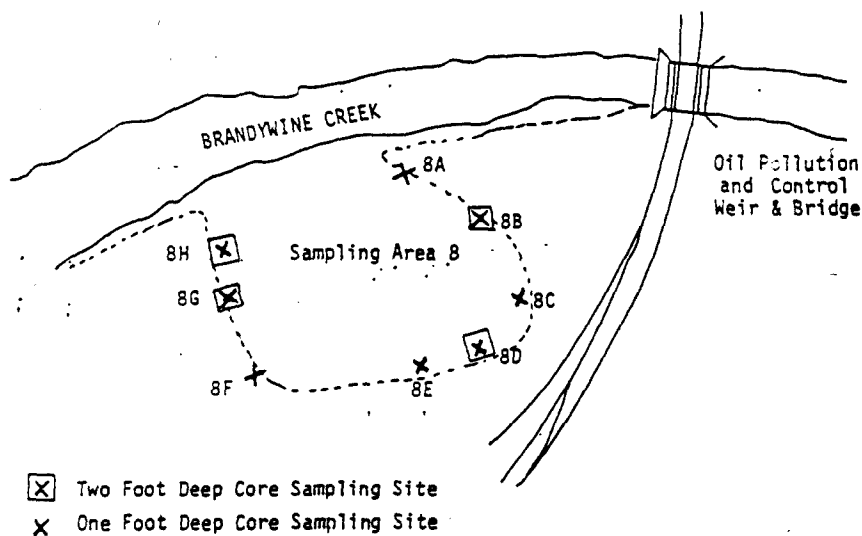 BRANDYWINE CREEK
8A
Oil Pollution
and Control
Weir & Bridge
8B
8H
Sampling Area 8
8G
8C
8D
8E
8F
Two Foot Deep Core Sampling Site
One Foot Deep Core Sampling Site